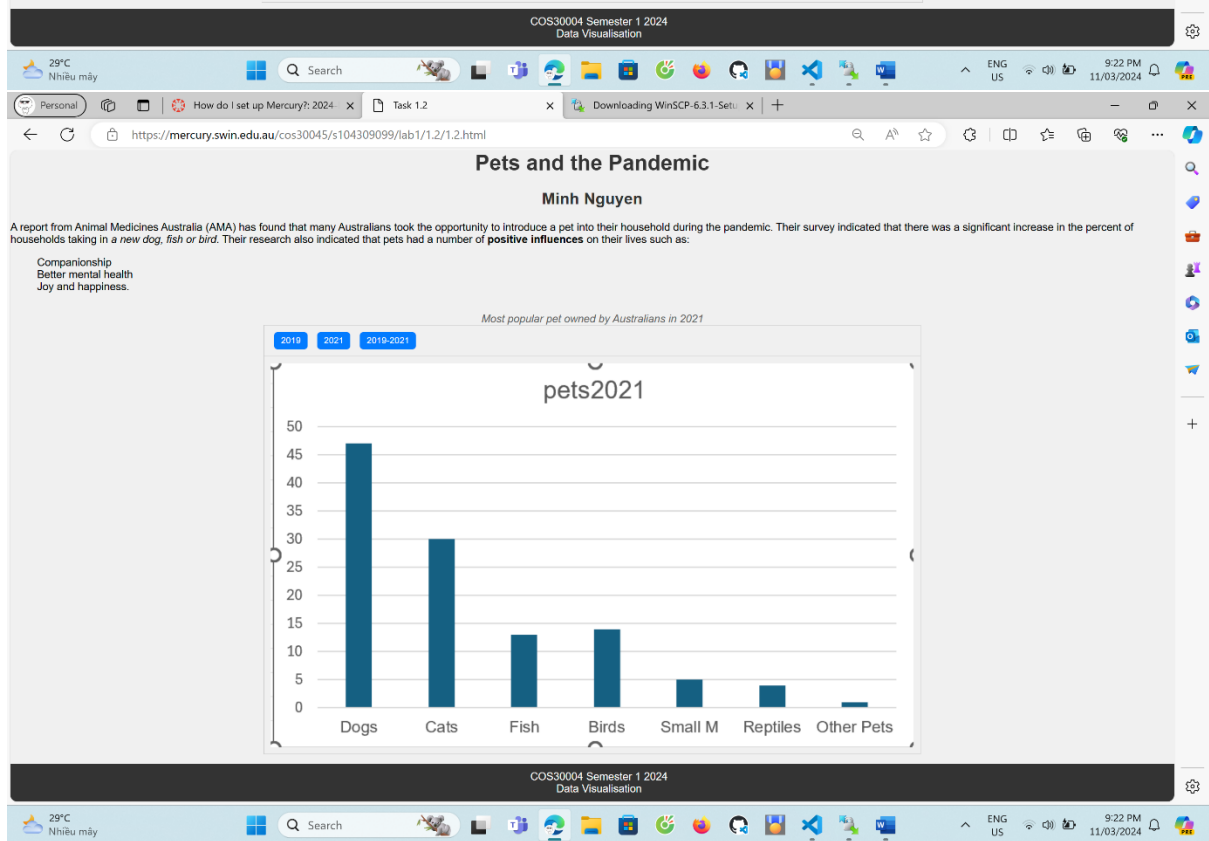 COS30004 Semester 1 2024
Data Visualisation
29°C
Nhiều mây
Search
ENG
US
9:22 PM
11/03/2024
Personal
How do I set up Mercury?: 2024-
Task 1.2
Downloading WinSCP-6.3.1-Setu
https://mercury.swin.edu.au/cos30045/s104309099/lab1/1.2/1.2.html
Pets and the Pandemic
Minh Nguyen
A report from Animal Medicines Australia (AMA) has found that many Australians took the opportunity to introduce a pet into their household during the pandemic. Their survey indicated that there was a significant increase in the percent of
households taking in a new dog, fish or bird. Their research also indicated that pets had a number of positive influences on their lives such as:
Companionship
Better mental health
Joy and happiness.
Most popular pet owned by Australians in 2021
2019 2021 2019-2021
pets2021
50
45
40
35
30
25
20
15
10
5
0
Dogs Cats Fish Birds Small M Reptiles Other Pets
COS30004 Semester 1 2024
Data Visualisation
29°C
Nhiều mây
Search
ENG
US
9:22 PM
11/03/2024